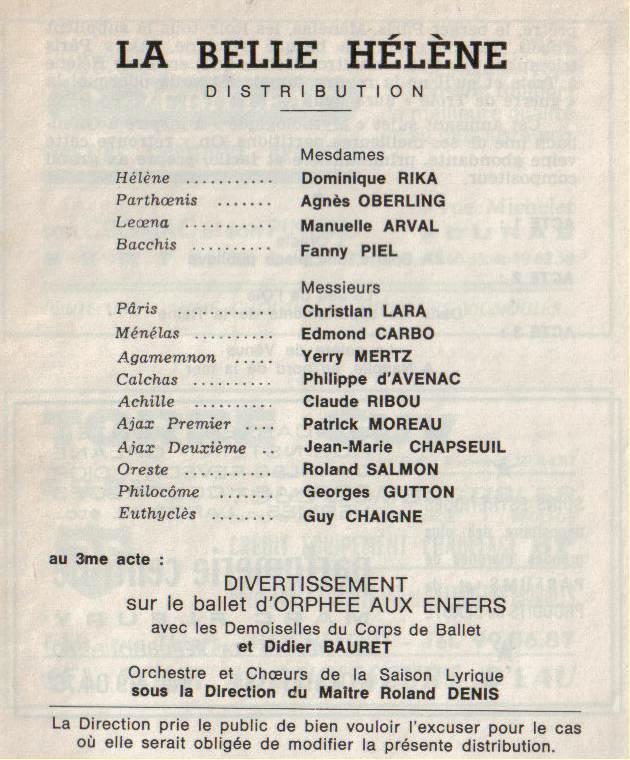 LA BELLE HÉLÈNE
DISTRIBUTION
Mesdames
Hélène ........... Dominique RIKA
Parthœnis ....... Agnès OBERLING
Leœna ........... Manuelle ARVAL
Bacchis .......... Fanny PIEL
Messieurs
Pâris ............ Christian LARA
Ménélas .......... Edmond CARBO
Agamemnon ..... Yerry MERTZ
Calchas .......... Philippe d'AVENAC
Achille .......... Claude RIBOU
Ajax Premier .... Patrick MOREAU
Ajax Deuxième .. Jean-Marie CHAPSEUIL
Oreste ........... Roland SALMON
Philocôme ........ Georges GUTTON
Euthyclès ........ Guy CHAIGNE
au 3me acte :
DIVERTISSEMENT
sur le ballet d'ORPHEE AUX ENFERS
avec les Demoiselles du Corps de Ballet
et Didier BAURET
Orchestre et Chœurs de la Saison Lyrique
sous la Direction du Maître Roland DENIS
La Direction prie le public de bien vouloir l'excuser pour le cas
où elle serait obligée de modifier la présente distribution.